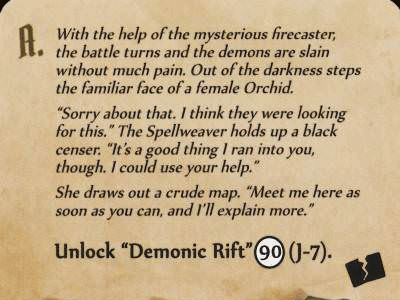 A. With the help of the mysterious firecaster,
the battle turns and the demons are slain
without much pain. Out of the darkness steps
the familiar face of a female Orchid.
“Sorry about that. I think they were looking
for this.” The Spellweaver holds up a black
censer. “It’s a good thing I ran into you,
though. I could use your help.”
She draws out a crude map. “Meet me here as
soon as you can, and I’ll explain more.”
Unlock “Demonic Rift” 90 (J-7).